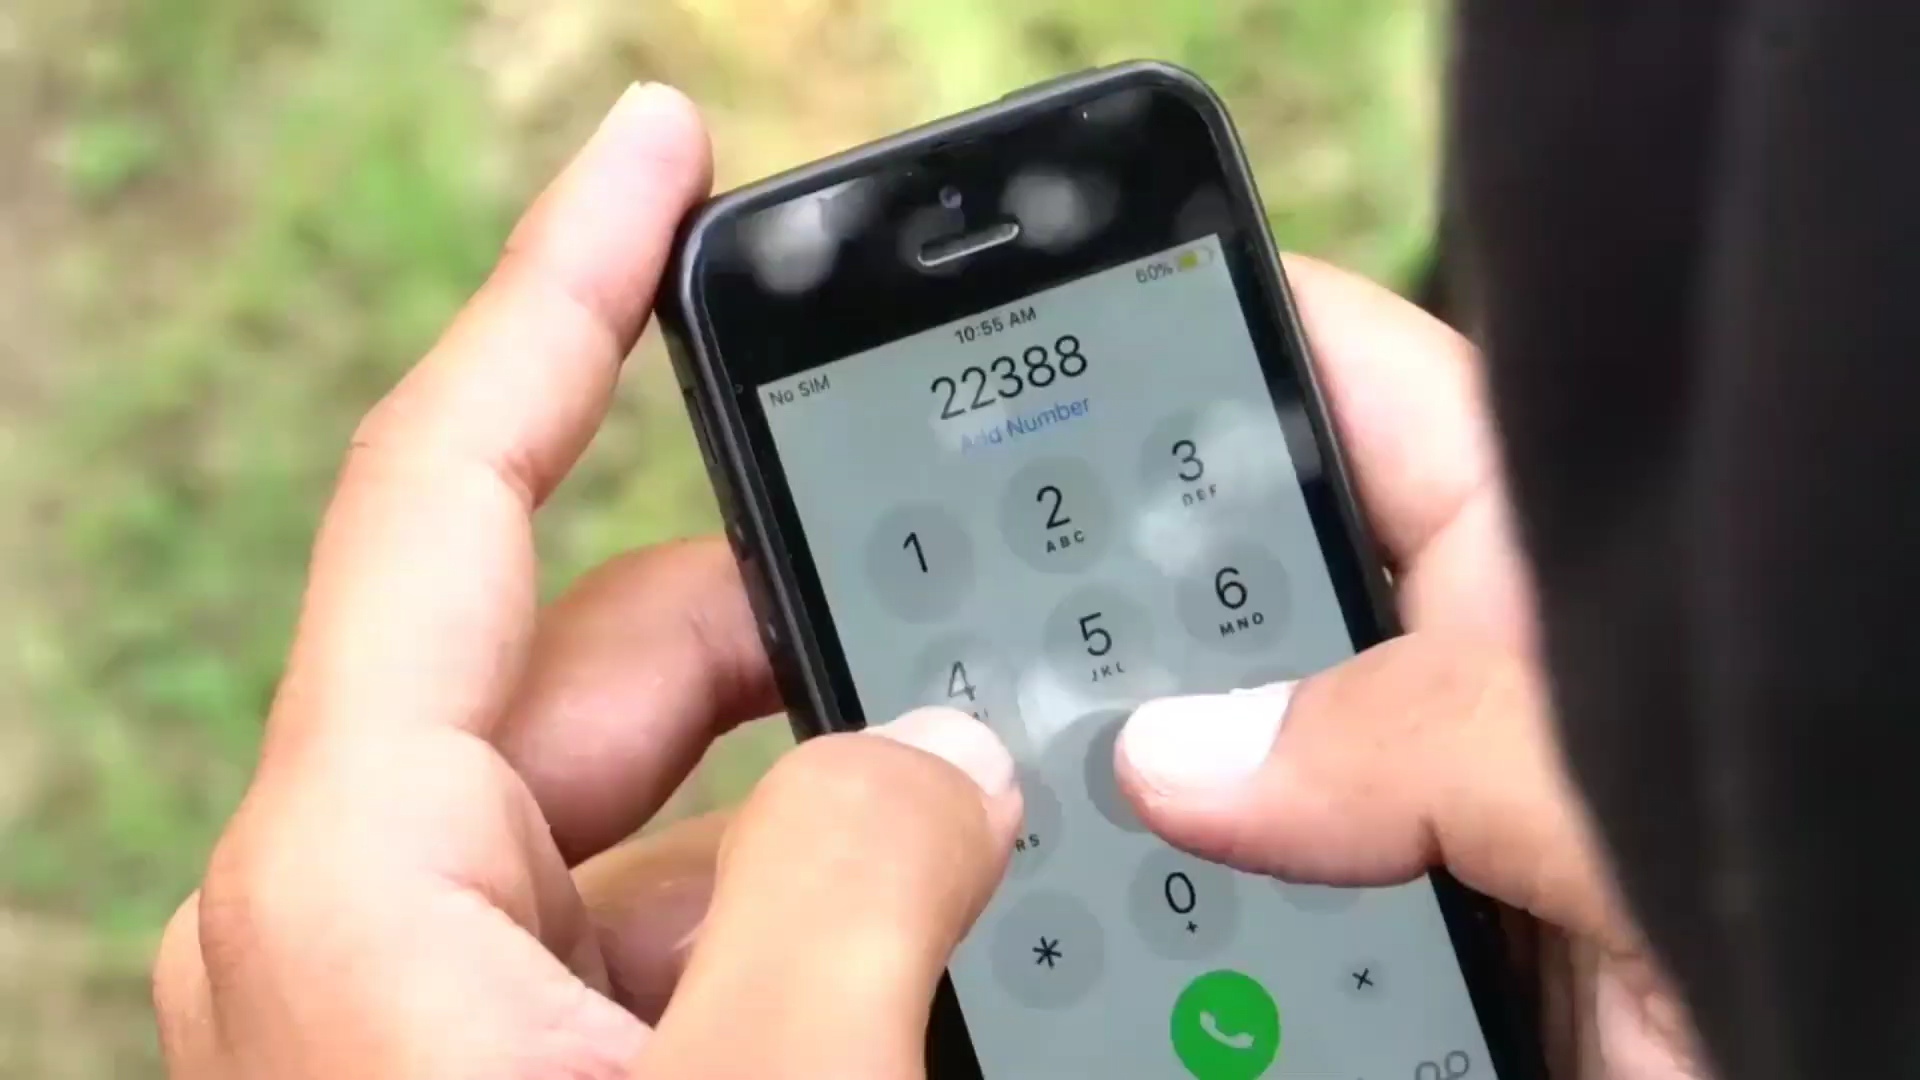 No SIM 10:55 AM 60%
22388
Add Number
1 2 3
ABC DEF
4 5 6
JKL MNO
RS
* 0
+